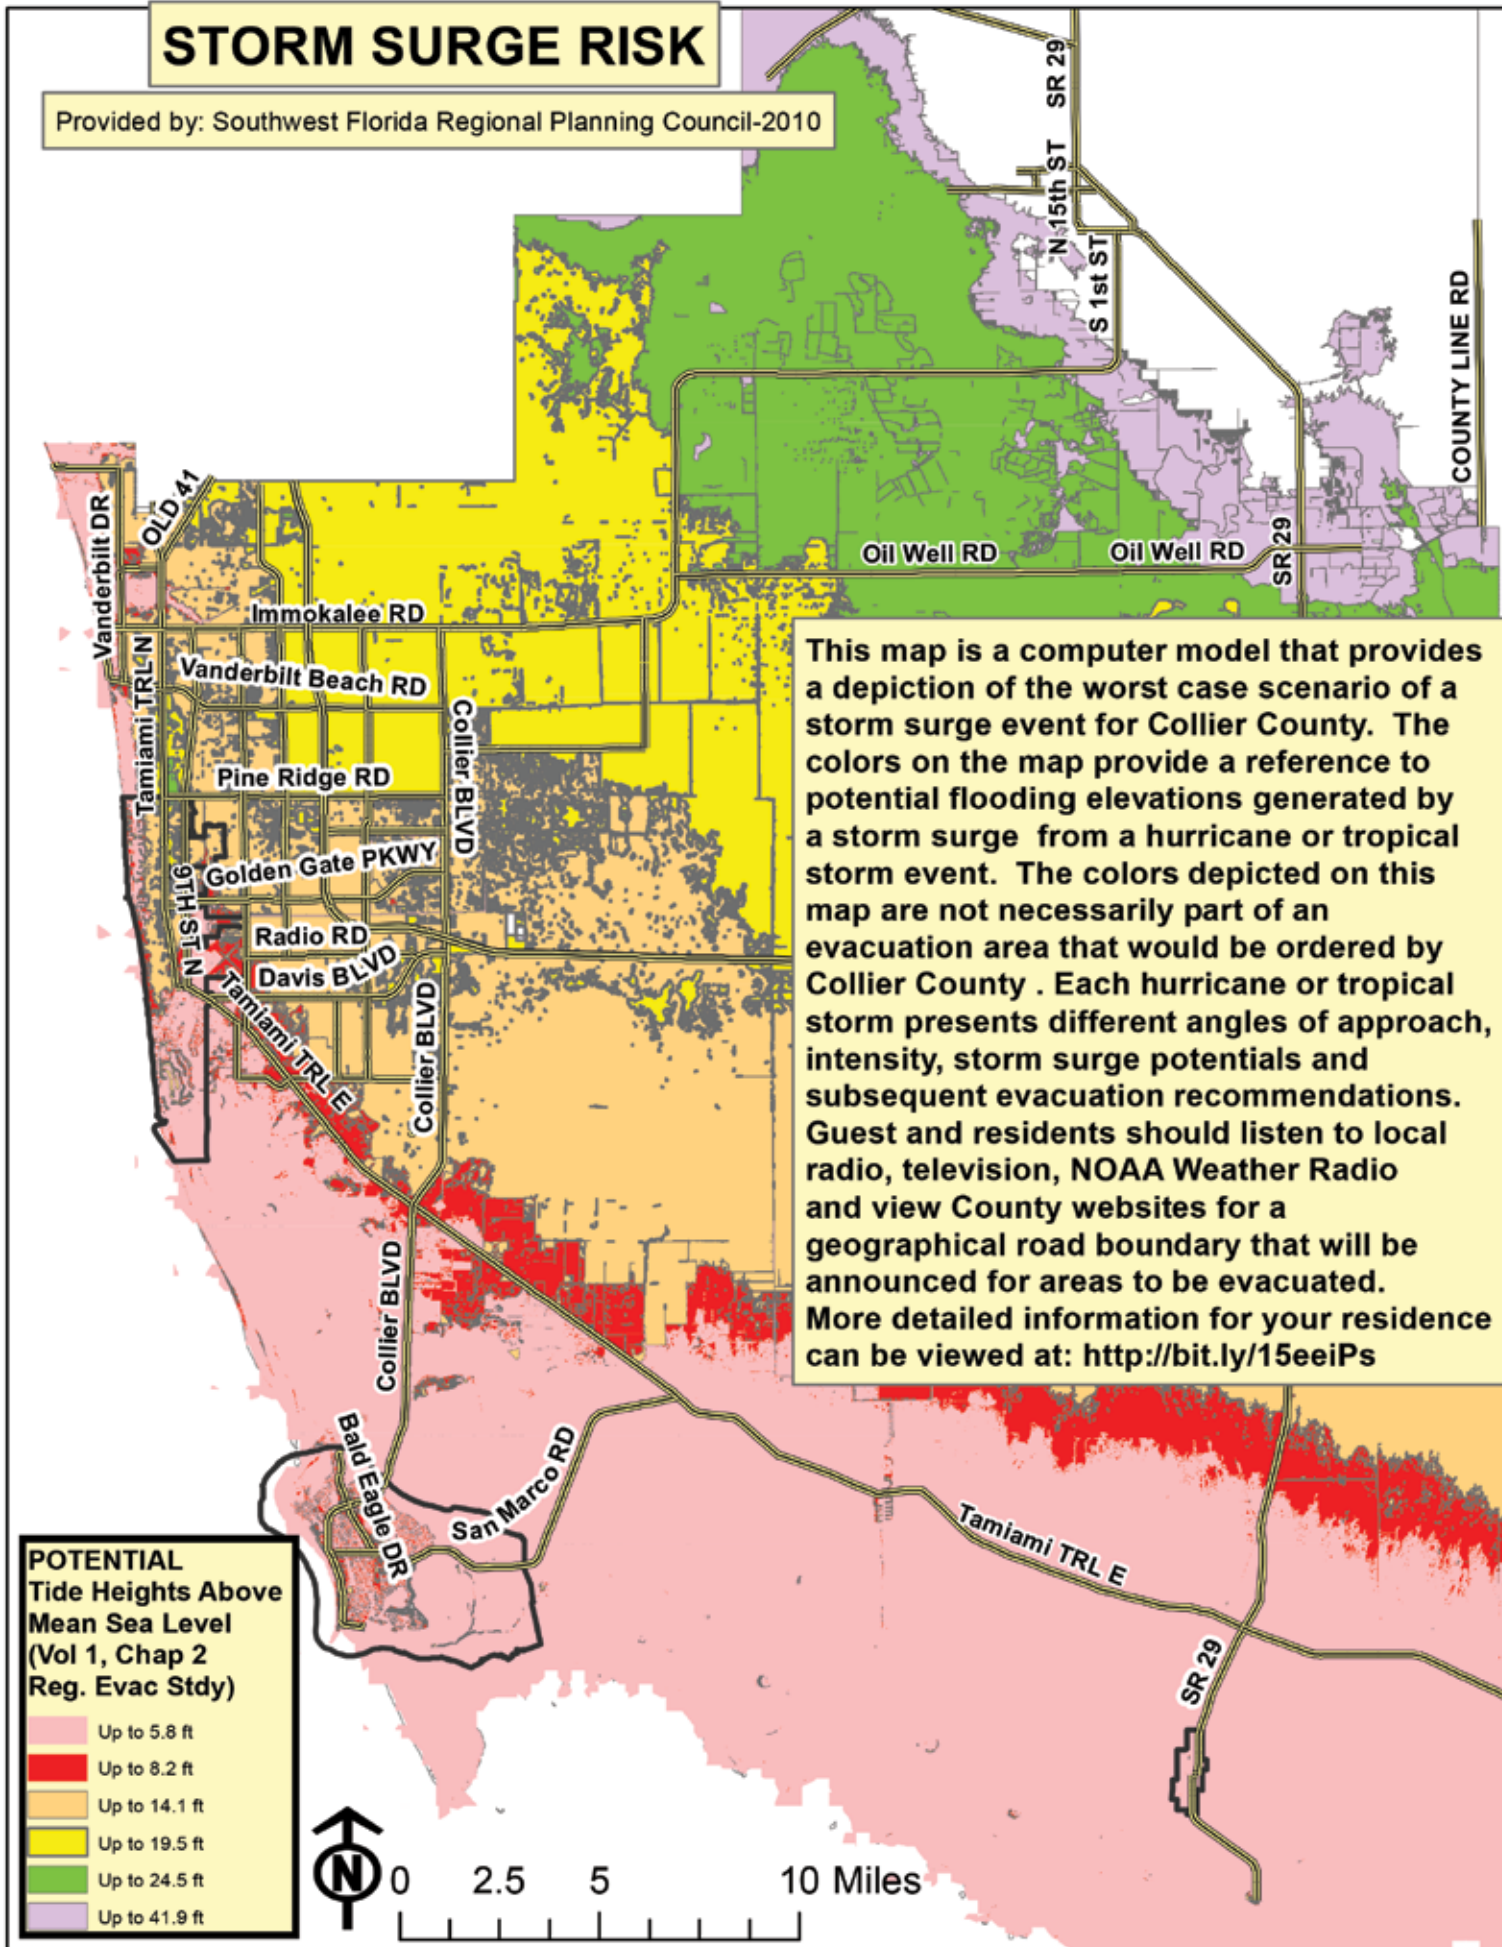 STORM SURGE RISK
Provided by: Southwest Florida Regional Planning Council-2010
SR 29
N 15th ST
S 1st ST
COUNTY LINE RD
OLD 41
Vanderbilt DR
Oil Well RD
Oil Well RD
SR 29
Immokalee RD
Tamiami TRL N
Vanderbilt Beach RD
Collier BLVD
Pine Ridge RD
Golden Gate PKWY
9TH ST N
Radio RD
Davis BLVD
Tamiami TRL E
Collier BLVD
Collier BLVD
This map is a computer model that provides
a depiction of the worst case scenario of a
storm surge event for Collier County. The
colors on the map provide a reference to
potential flooding elevations generated by
a storm surge from a hurricane or tropical
storm event. The colors depicted on this
map are not necessarily part of an
evacuation area that would be ordered by
Collier County . Each hurricane or tropical
storm presents different angles of approach,
intensity, storm surge potentials and
subsequent evacuation recommendations.
Guest and residents should listen to local
radio, television, NOAA Weather Radio
and view County websites for a
geographical road boundary that will be
announced for areas to be evacuated.
More detailed information for your residence
can be viewed at: http://bit.ly/15eeiPs
Bald Eagle DR
San Marco RD
Tamiami TRL E
SR 29
POTENTIAL
Tide Heights Above
Mean Sea Level
(Vol 1, Chap 2
Reg. Evac Stdy)
Up to 5.8 ft
Up to 8.2 ft
Up to 14.1 ft
Up to 19.5 ft
Up to 24.5 ft
Up to 41.9 ft
N
0 2.5 5 10 Miles